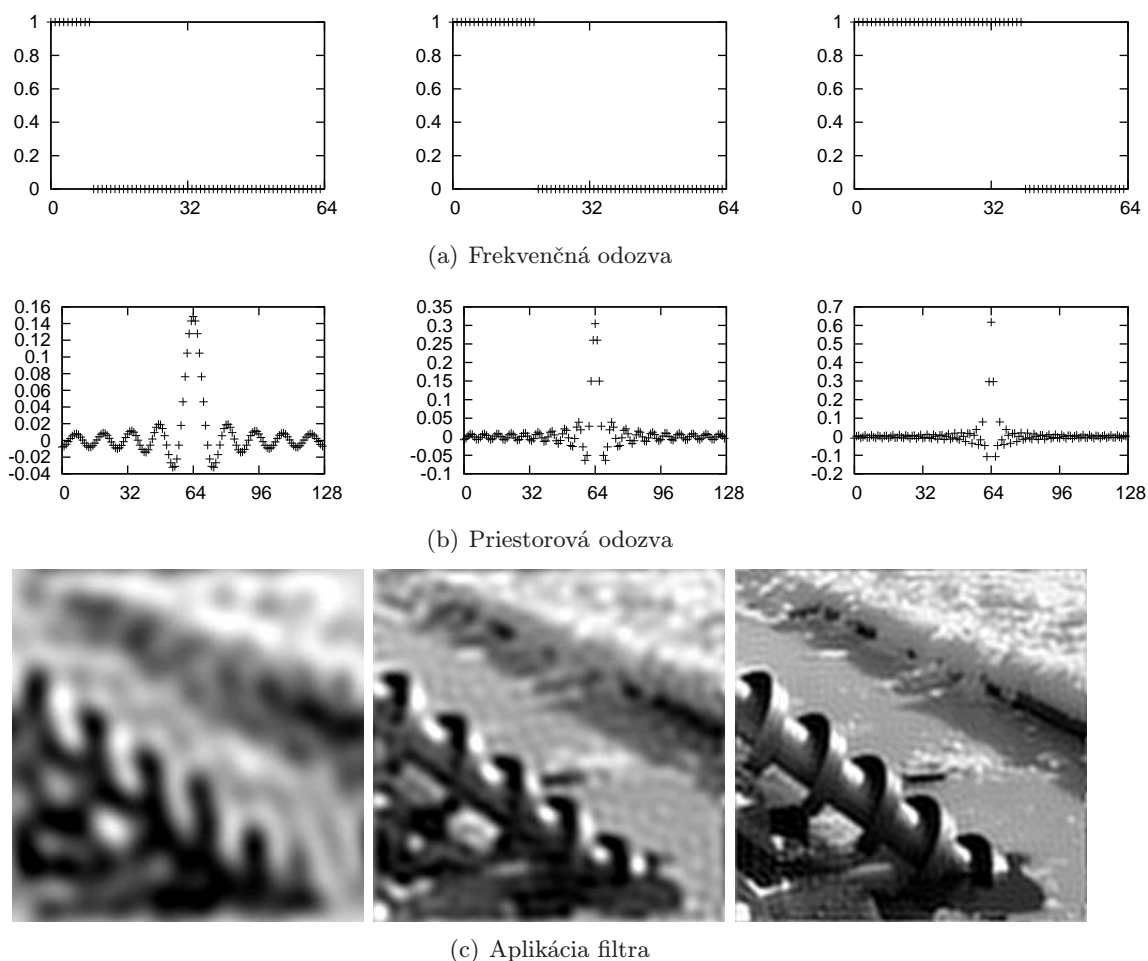 1 0.8 0.6 0.4 0.2 0
0 32 64
1 0.8 0.6 0.4 0.2 0
0 32 64
1 0.8 0.6 0.4 0.2 0
0 32 64
(a) Frekvenčná odozva
0.16 0.14 0.12 0.1 0.08 0.06 0.04 0.02 0 -0.02 -0.04
0 32 64 96 128
0.35 0.3 0.25 0.2 0.15 0.1 0.05 0 -0.05 -0.1
0 32 64 96 128
0.7 0.6 0.5 0.4 0.3 0.2 0.1 0 -0.1 -0.2
0 32 64 96 128
(b) Priestorová odozva
(c) Aplikácia filtra